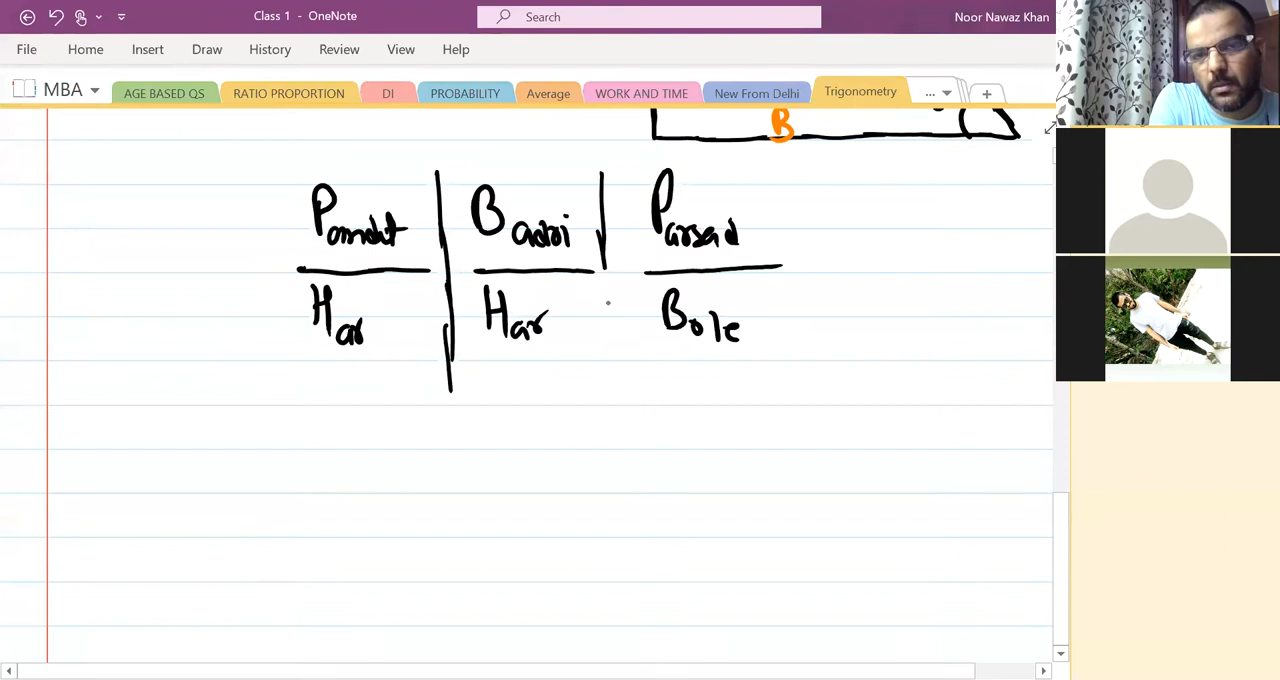 Class 1 - OneNote
Search
Noor Nawaz Khan
File Home Insert Draw History Review View Help
MBA
AGE BASED QS RATIO PROPORTION DI PROBABILITY Average WORK AND TIME New From Delhi Trigonometry ... +
B
Pandit Badri Parsad
Har Har Bole